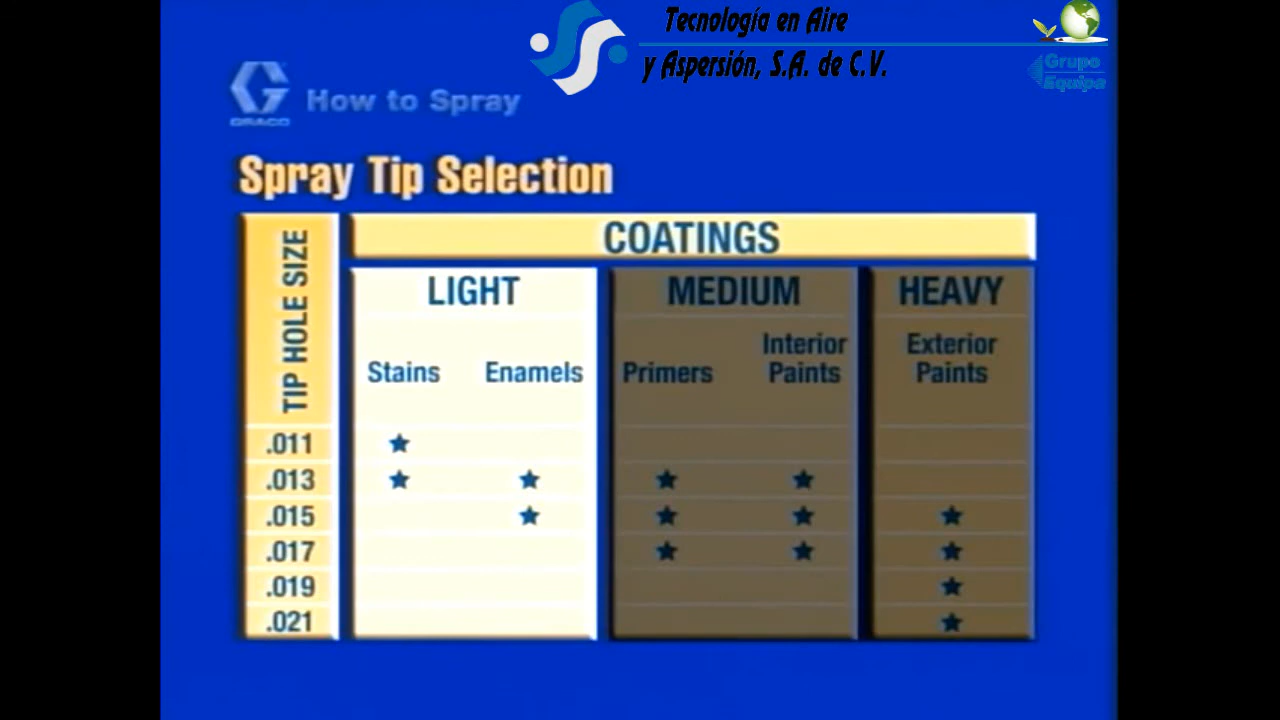 Tecnología en Aire
y Aspersión, S.A. de C.V.
Grupo
Equipa
GRACO
How to Spray
Spray Tip Selection
TIP HOLE SIZE
COATINGS
LIGHT MEDIUM HEAVY
Stains Enamels Primers Interior Paints Exterior Paints
.011 ★
.013 ★ ★ ★ ★
.015 ★ ★ ★ ★
.017 ★ ★ ★
.019 ★
.021 ★